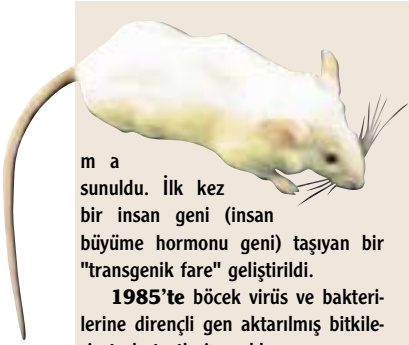 m a
sunuldu. İlk kez
bir insan geni (insan
büyüme hormonu geni) taşıyan bir
"transgenik fare" geliştirildi.
1985’te böcek virüs ve bakteri-
lerine dirençli gen aktarılmış bitkile-